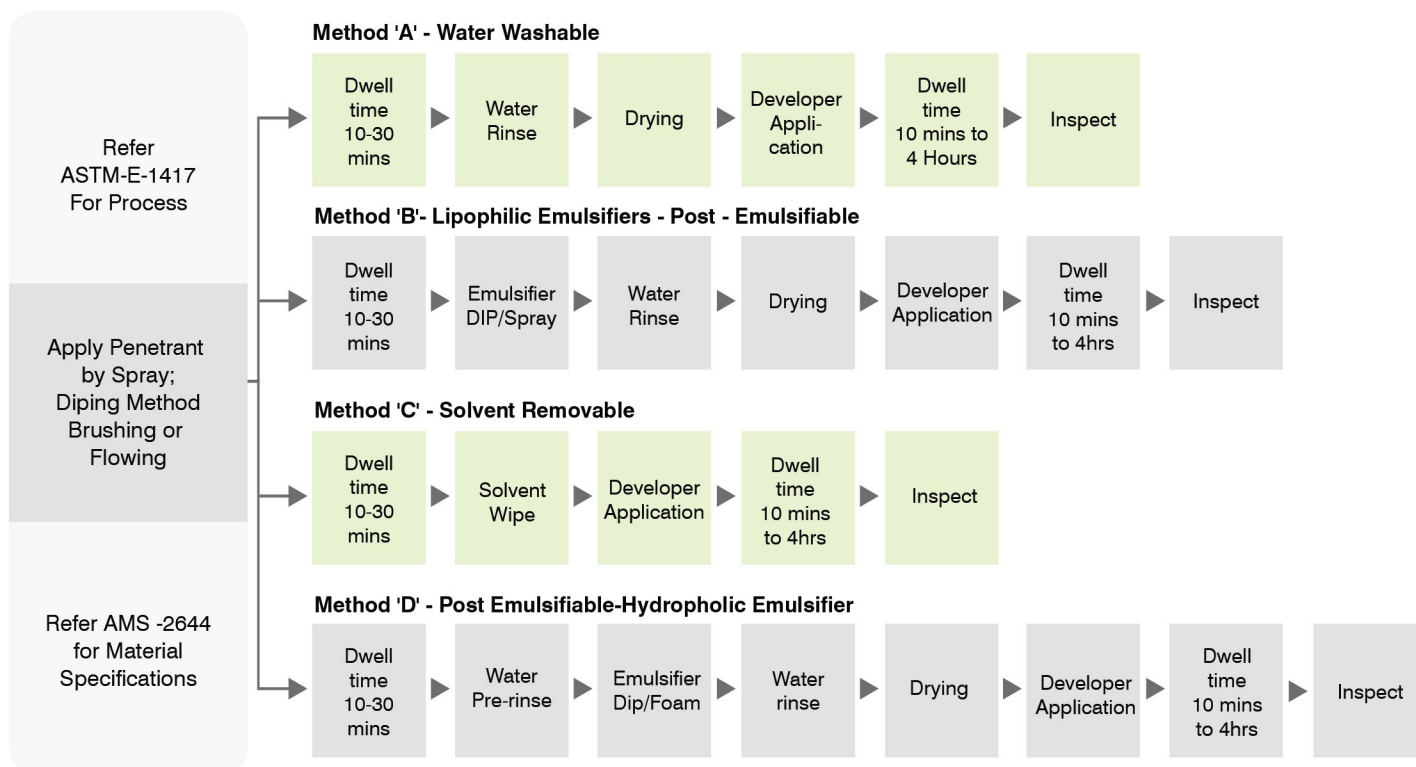 Refer
ASTM-E-1417
For Process
Apply Penetrant
by Spray;
Diping Method
Brushing or
Flowing
Refer AMS -2644
for Material
Specifications
Method 'A' - Water Washable
Dwell
time
10-30
mins
Water
Rinse
Drying
Developer
Appli-
cation
Dwell
time
10 mins to
4 Hours
Inspect
Method 'B'- Lipophilic Emulsifiers - Post - Emulsifiable
Dwell
time
10-30
mins
Emulsifier
DIP/Spray
Water
Rinse
Drying
Developer
Application
Dwell
time
10 mins
to 4hrs
Inspect
Method 'C' - Solvent Removable
Dwell
time
10-30
mins
Solvent
Wipe
Developer
Application
Dwell
time
10 mins
to 4hrs
Inspect
Method 'D' - Post Emulsifiable-Hydropholic Emulsifier
Dwell
time
10-30
mins
Water
Pre-rinse
Emulsifier
Dip/Foam
Water
rinse
Drying
Developer
Application
Dwell
time
10 mins
to 4hrs
Inspect